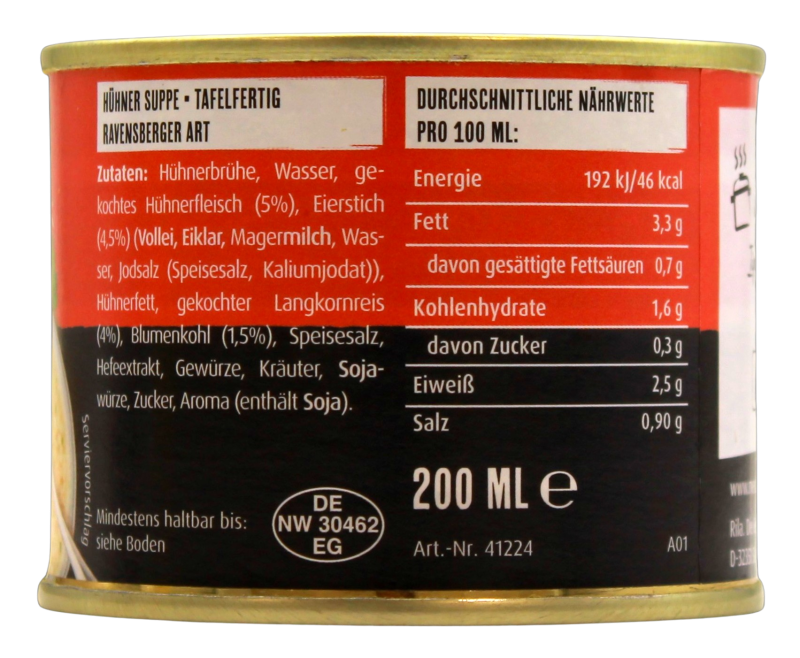 HÜHNER SUPPE • TAFELFERTIG
RAVENSBERGER ART
Zutaten: Hühnerbrühe, Wasser, ge-
kochtes Hühnerfleisch (5%), Eierstich
(4,5%) (Vollei, Eiklar, Magermilch, Was-
ser, Jodsalz (Speisesalz, Kaliumjodat)),
Hühnerfett, gekochter Langkornreis
(4%), Blumenkohl (1,5%), Speisesalz,
Hefeextrakt, Gewürze, Kräuter, Soja-
würze, Zucker, Aroma (enthält Soja).
Serviervorschlag
Mindestens haltbar bis:
siehe Boden
DE
NW 30462
EG
DURCHSCHNITTLICHE NÄHRWERTE
PRO 100 ML:
Energie 192 kJ/46 kcal
Fett 3,3 g
davon gesättigte Fettsäuren 0,7 g
Kohlenhydrate 1,6 g
davon Zucker 0,3 g
Eiweiß 2,5 g
Salz 0,90 g
200 ML e
Art.-Nr. 41224 A01
Rila